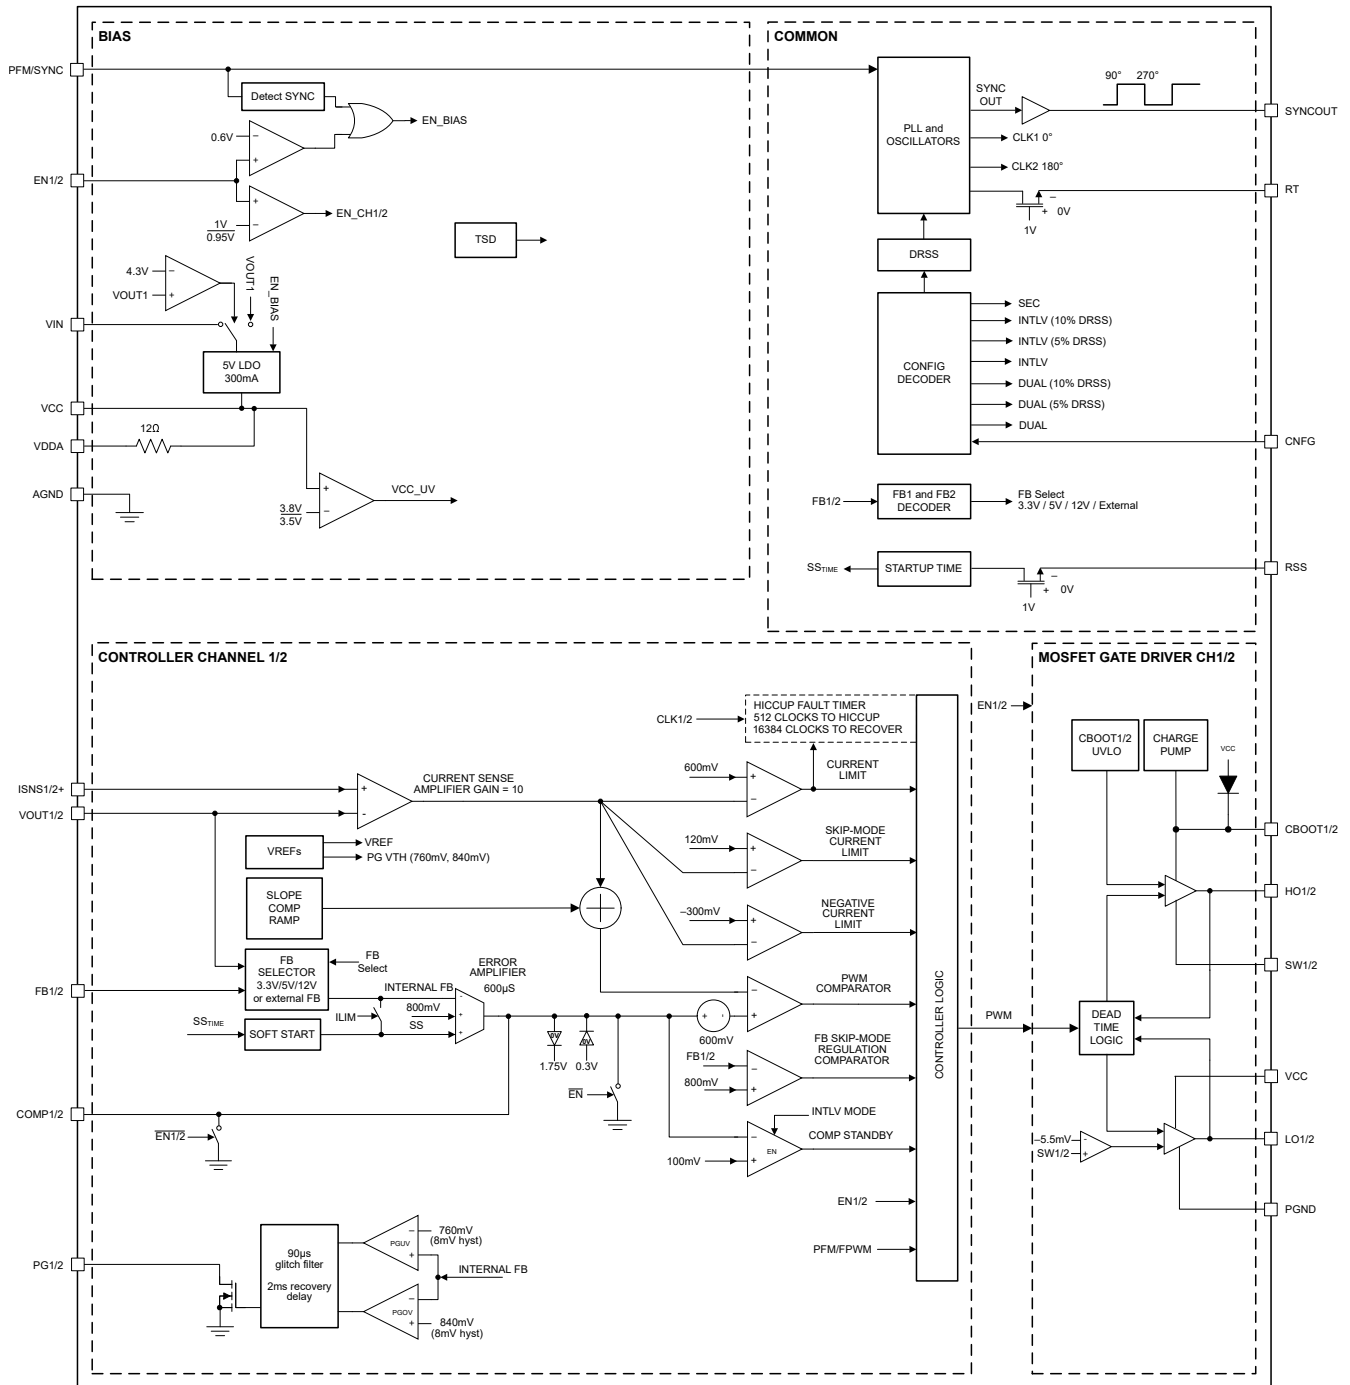 BIAS
PFM/SYNC
Detect SYNC
EN_BIAS
0.6V
−
+
EN1/2
+
−
EN_CH1/2
1V
0.95V
TSD
4.3V
−
VOUT1
+
VOUT1
EN_BIAS
VIN
5V LDO
300mA
VCC
12Ω
VDDA
AGND
+
−
VCC_UV
3.8V
3.5V
COMMON
90° 270°
SYNC
OUT
SYNCOUT
PLL and
OSCILLATORS
CLK1 0°
CLK2 180°
RT
−
+ 0V
1V
DRSS
SEC
INTLV (10% DRSS)
INTLV (5% DRSS)
CONFIG
DECODER
INTLV
DUAL (10% DRSS)
DUAL (5% DRSS)
DUAL
CNFG
FB1/2
FB1 and FB2
DECODER
FB Select
3.3V / 5V / 12V / External
SSTIME
STARTUP TIME
RSS
−
+ 0V
1V
CONTROLLER CHANNEL 1/2
HICCUP FAULT TIMER
512 CLOCKS TO HICCUP
16384 CLOCKS TO RECOVER
CLK1/2
ISNS1/2+
VOUT1/2
+
-
CURRENT SENSE
AMPLIFIER GAIN = 10
600mV
+
−
CURRENT
LIMIT
VREFs
VREF
PG VTH (760mV, 840mV)
120mV
+
−
SKIP-MODE
CURRENT
LIMIT
SLOPE
COMP
RAMP
−300mV
+
−
NEGATIVE
CURRENT
LIMIT
FB1/2
FB
SELECTOR
3.3V/5V/12V
or external FB
FB
Select
INTERNAL FB
ERROR
AMPLIFIER
600µS
800mV
-
+
+
ILIM
SS
SSTIME
SOFT START
0V
0V
1.75V
0.3V
EN
+ -
600mV
−
+
PWM
COMPARATOR
FB1/2
−
800mV
+
FB SKIP-MODE
REGULATION
COMPARATOR
INTLV MODE
−
+
EN
COMP STANDBY
100mV
COMP1/2
EN1/2
EN1/2
PFM/FPWM
CONTROLLER LOGIC
PG1/2
90µs
glitch filter
2ms recovery
delay
PGUV
−
+
760mV
(8mV hyst)
INTERNAL FB
PGOV
−
+
840mV
(8mV hyst)
PWM
MOSFET GATE DRIVER CH1/2
EN1/2
CBOOT1/2
UVLO
CHARGE
PUMP
VCC
CBOOT1/2
HO1/2
SW1/2
DEAD
TIME
LOGIC
VCC
−5.5mV
-
SW1/2
+
LO1/2
PGND